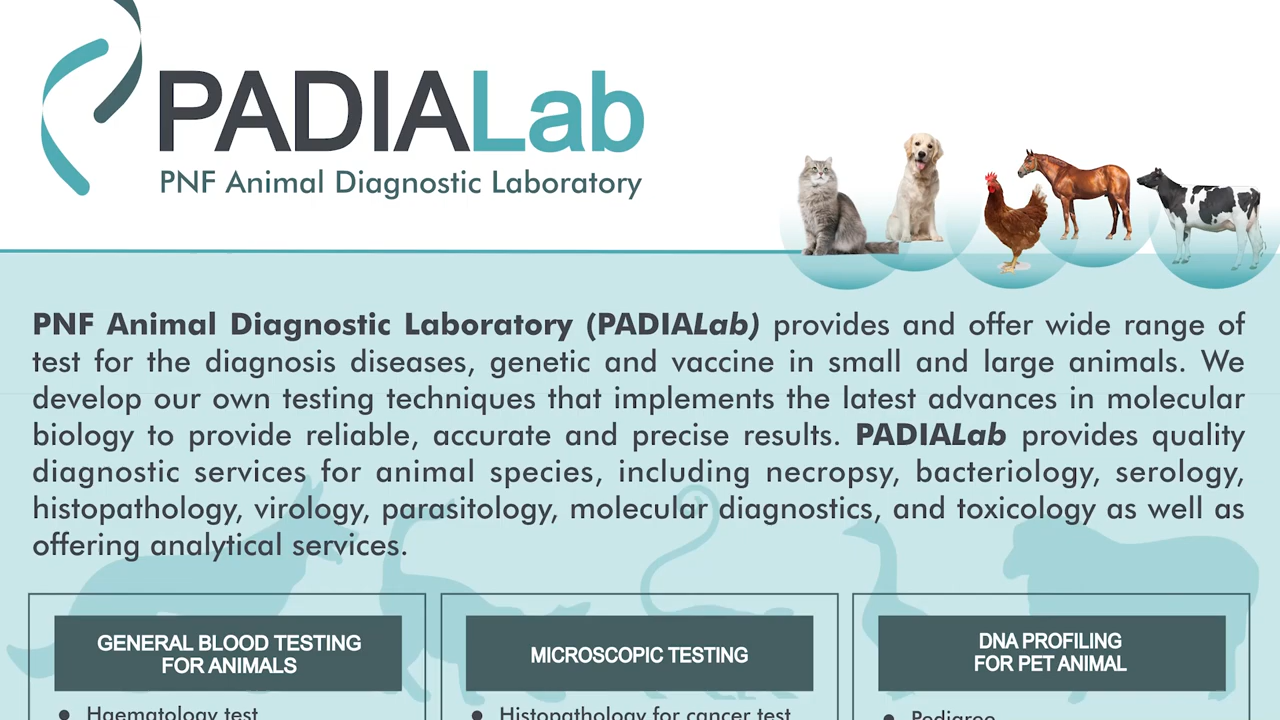 PADIALab
PNF Animal Diagnostic Laboratory
PNF Animal Diagnostic Laboratory (PADIALab) provides and offer wide range of
test for the diagnosis diseases, genetic and vaccine in small and large animals. We
develop our own testing techniques that implements the latest advances in molecular
biology to provide reliable, accurate and precise results. PADIALab provides quality
diagnostic services for animal species, including necropsy, bacteriology, serology,
histopathology, virology, parasitology, molecular diagnostics, and toxicology as well as
offering analytical services.
GENERAL BLOOD TESTING
FOR ANIMALS
• Haematology test
MICROSCOPIC TESTING
• Histopathology for cancer test
DNA PROFILING
FOR PET ANIMAL
• Pedigree